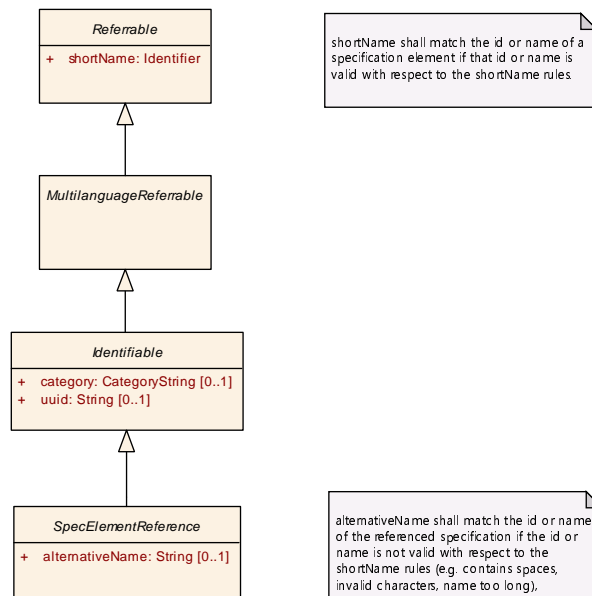 Referrable
+ shortName: Identifier
shortName shall match the id or name of a
specification element if that id or name is
valid with respect to the shortName rules.
MultilanguageReferrable
Identifiable
+ category: CategoryString [0..1]
+ uuid: String [0..1]
SpecElementReference
+ alternativeName: String [0..1]
alternativeName shall match the id or name
of the referenced specification if the id or
name is not valid with respect to the
shortName rules (e.g. contains spaces,
invalid characters, name too long),